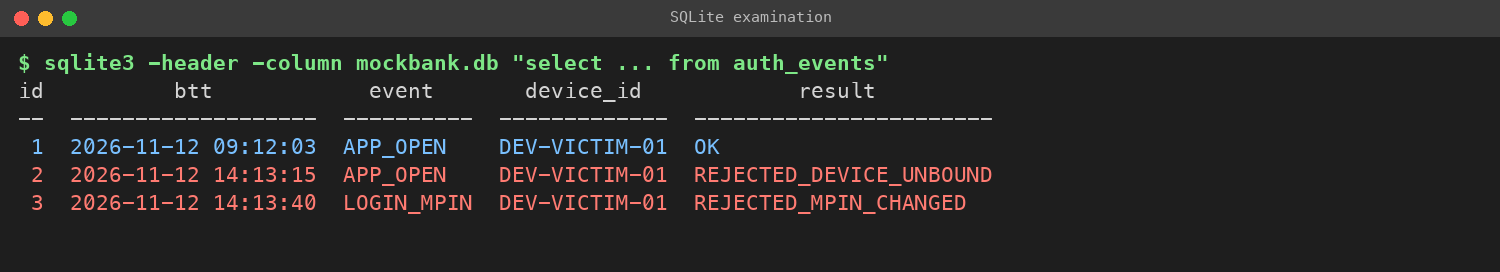 SQLite examination
$ sqlite3 -header -column mockbank.db "select ... from auth_events"
id btt event device_id result
-- ------------------- ---------- ------------- -----------------------
1 2026-11-12 09:12:03 APP_OPEN DEV-VICTIM-01 OK
2 2026-11-12 14:13:15 APP_OPEN DEV-VICTIM-01 REJECTED_DEVICE_UNBOUND
3 2026-11-12 14:13:40 LOGIN_MPIN DEV-VICTIM-01 REJECTED_MPIN_CHANGED